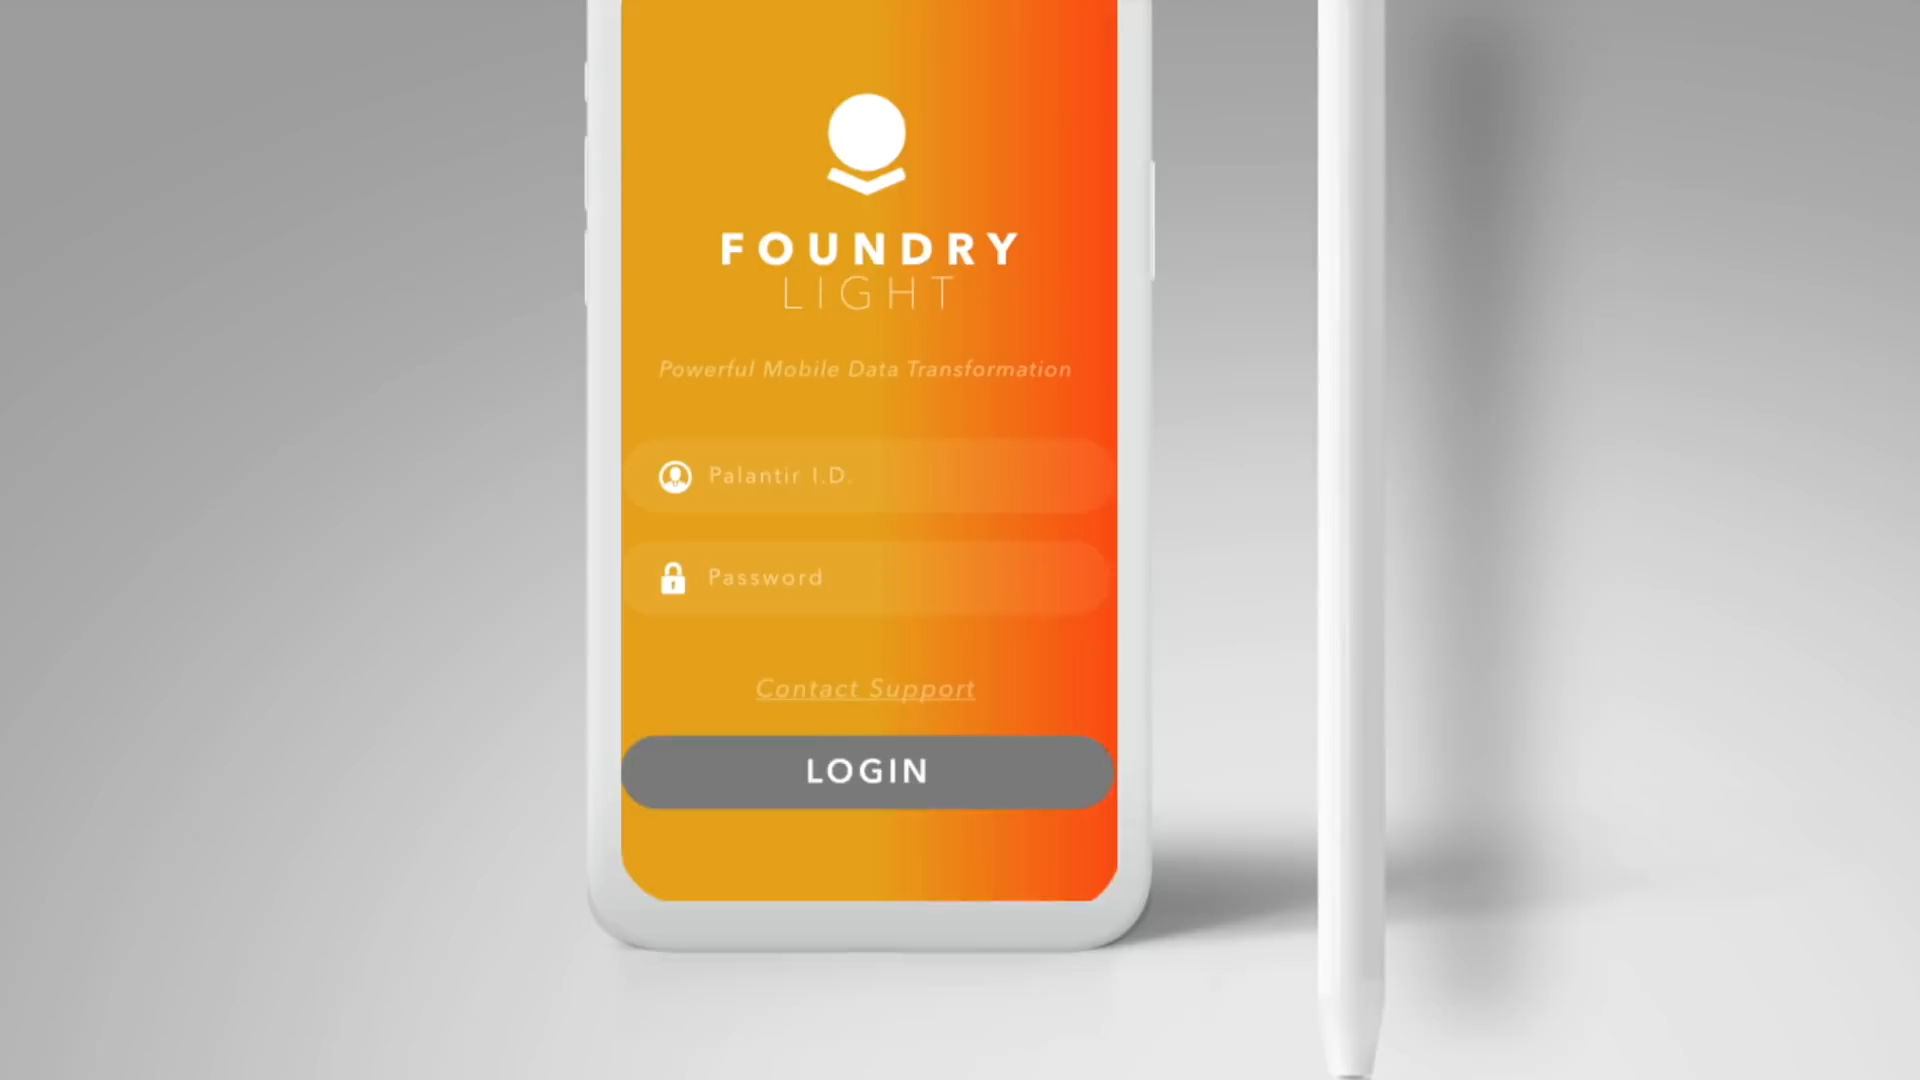 FOUNDRY
LIGHT
Powerful Mobile Data Transformation
Palantir I.D.
Password
Contact Support
LOGIN